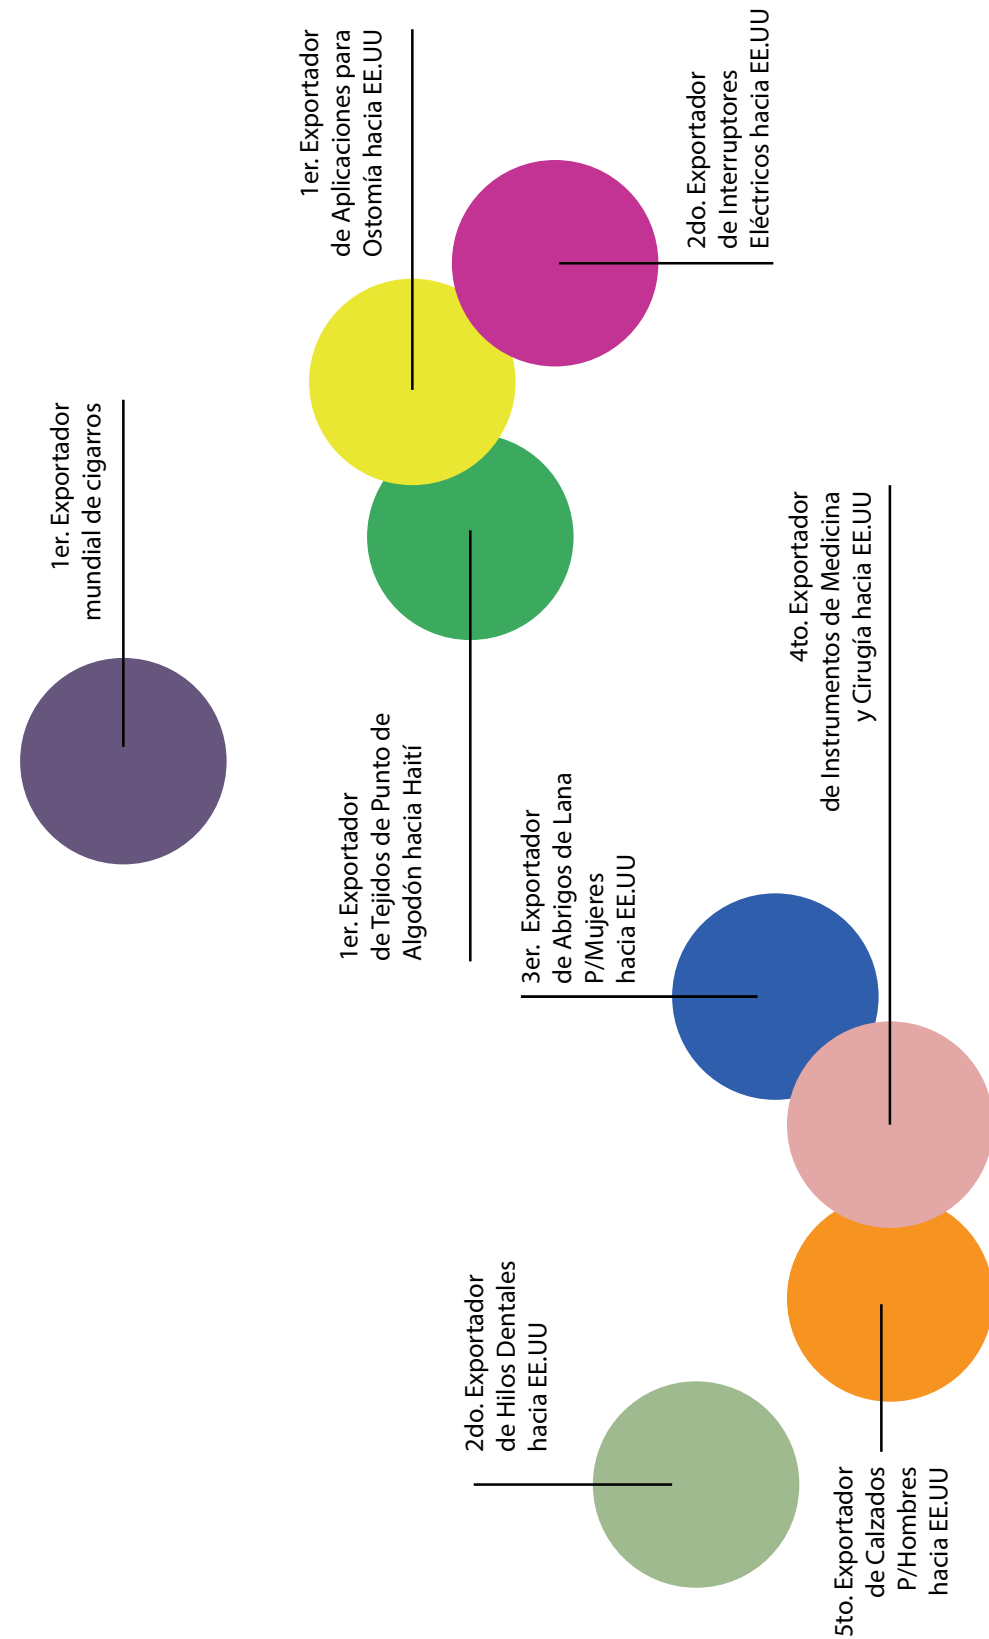 1er. Exportador
mundial de cigarros
1er. Exportador
de Aplicaciones para
Ostomía hacia EE.UU
1er. Exportador
de Tejidos de Punto de
Algodón hacia Haití
2do. Exportador
de Hilos Dentales
hacia EE.UU
3er. Exportador
de Abrigos de Lana
P/Mujeres
hacia EE.UU
2do. Exportador
de Interruptores
Eléctricos hacia EE.UU
4to. Exportador
de Instrumentos de Medicina
y Cirugía hacia EE.UU
5to. Exportador
de Calzados
P/Hombres
hacia EE.UU